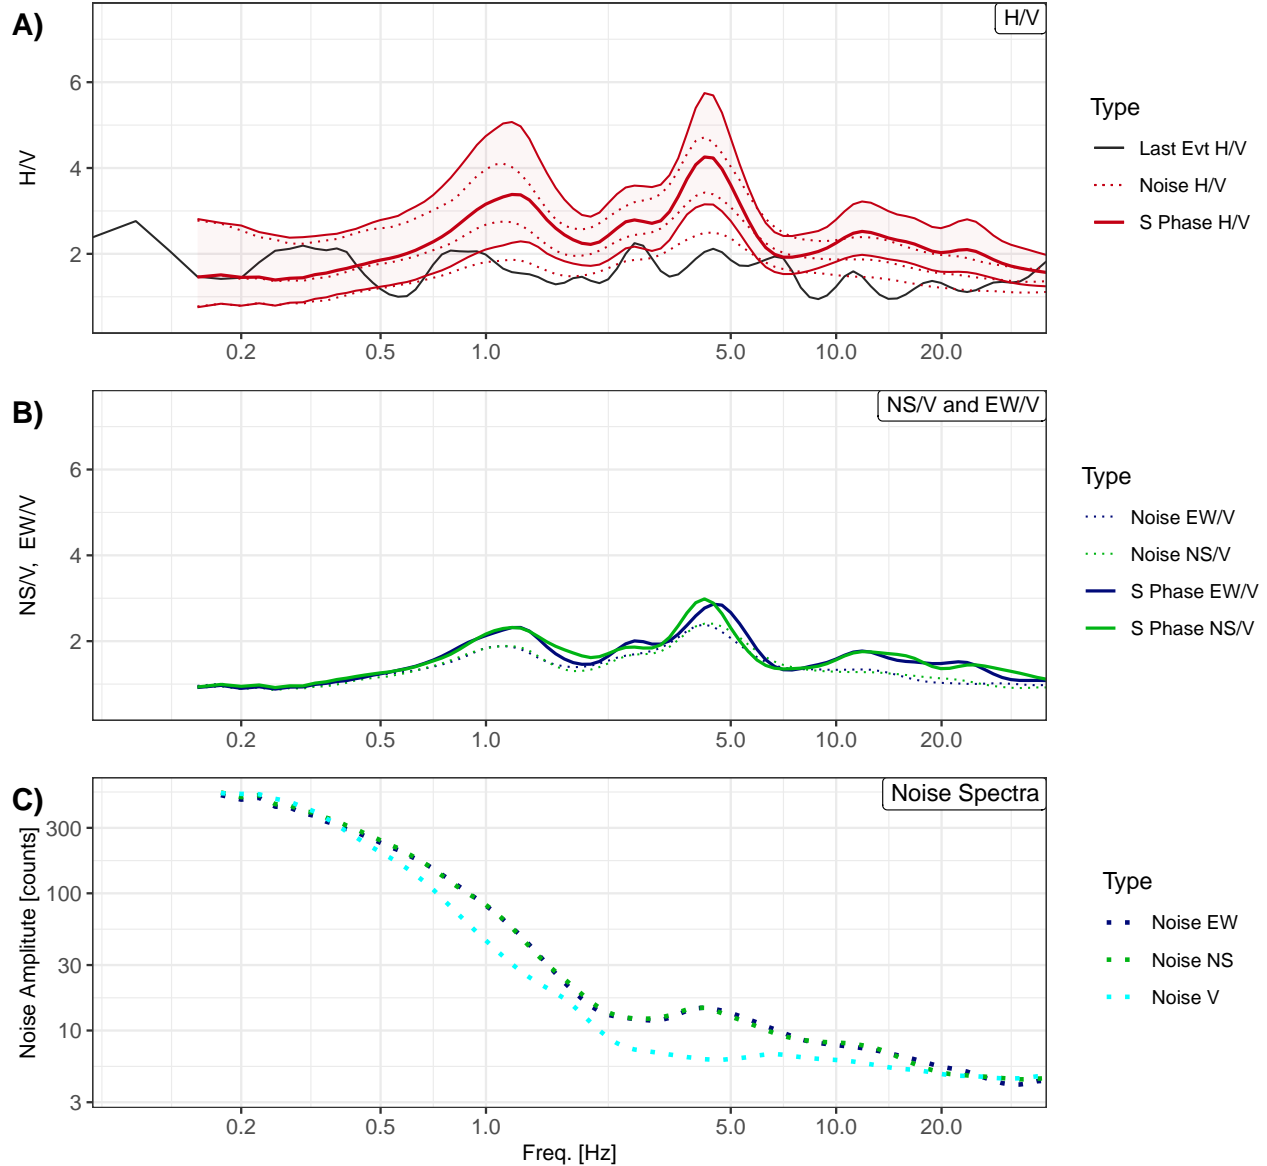 A)
H/V
6
4
2
H/V
0.2 0.5 1.0 5.0 10.0 20.0
Type
Last Evt H/V
Noise H/V
S Phase H/V
B)
NS/V and EW/V
6
4
2
NS/V, EW/V
0.2 0.5 1.0 5.0 10.0 20.0
Type
Noise EW/V
Noise NS/V
S Phase EW/V
S Phase NS/V
C)
Noise Spectra
300
100
30
10
3
Noise Amplitute [counts]
0.2 0.5 1.0 5.0 10.0 20.0
Freq. [Hz]
Type
Noise EW
Noise NS
Noise V